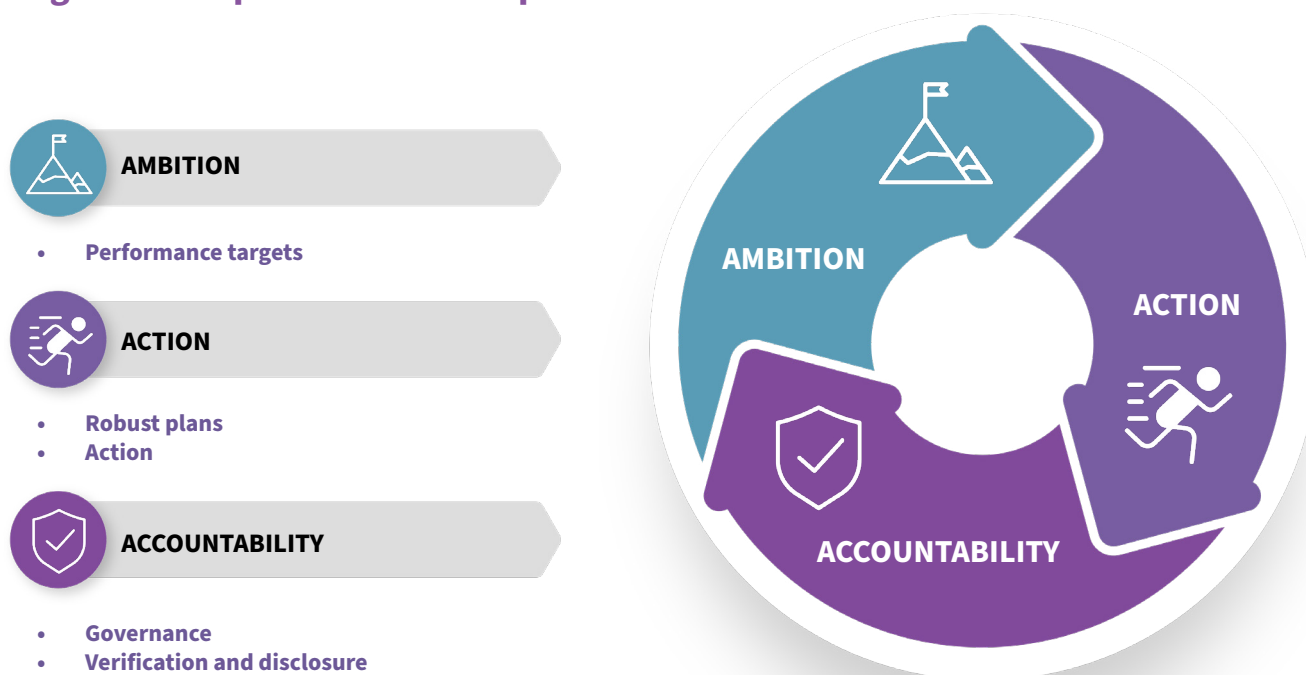 AMBITION
• Performance targets
ACTION
• Robust plans
• Action
ACCOUNTABILITY
• Governance
• Verification and disclosure
AMBITION
ACTION
ACCOUNTABILITY